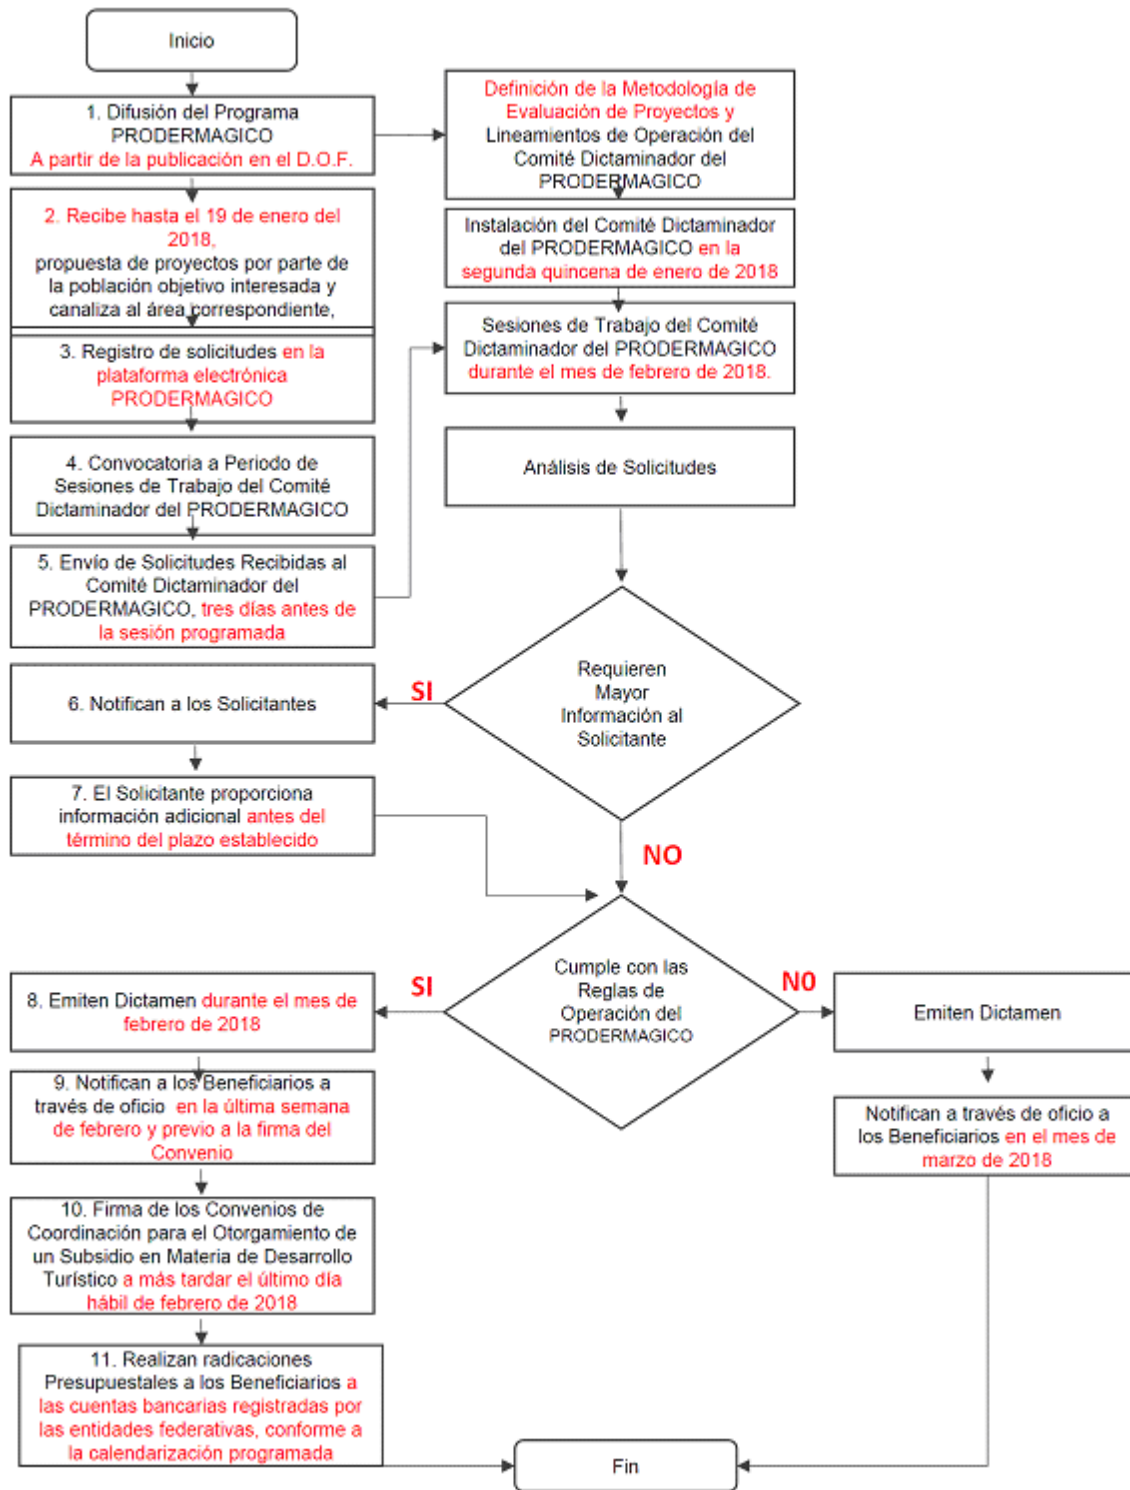 Inicio
1. Difusión del Programa
PRODERMAGICO
A partir de la publicación en el D.O.F.
Definición de la Metodología de
Evaluación de Proyectos y
Lineamientos de Operación del
Comité Dictaminador del
PRODERMAGICO
2. Recibe hasta el 19 de enero del
2018,
propuesta de proyectos por parte de
la población objetivo interesada y
canaliza al área correspondiente,
Instalación del Comité Dictaminador
del PRODERMAGICO en la
segunda quincena de enero de 2018
3. Registro de solicitudes en la
plataforma electrónica
PRODERMAGICO
Sesiones de Trabajo del Comité
Dictaminador del PRODERMAGICO
durante el mes de febrero de 2018.
4. Convocatoria a Periodo de
Sesiones de Trabajo del Comité
Dictaminador del PRODERMAGICO
Análisis de Solicitudes
5. Envío de Solicitudes Recibidas al
Comité Dictaminador del
PRODERMAGICO, tres días antes de
la sesión programada
Requieren
Mayor
Información al
Solicitante
SI
6. Notifican a los Solicitantes
7. El Solicitante proporciona
información adicional antes del
término del plazo establecido
NO
Cumple con las
Reglas de
Operación del
PRODERMAGICO
SI
N0
8. Emiten Dictamen durante el mes de
febrero de 2018
Emiten Dictamen
9. Notifican a los Beneficiarios a
través de oficio en la última semana
de febrero y previo a la firma del
Convenio
Notifican a través de oficio a
los Beneficiarios en el mes de
marzo de 2018
10. Firma de los Convenios de
Coordinación para el Otorgamiento de
un Subsidio en Materia de Desarrollo
Turístico a más tardar el último día
hábil de febrero de 2018
11. Realizan radicaciones
Presupuestales a los Beneficiarios a
las cuentas bancarias registradas por
las entidades federativas, conforme a
la calendarización programada
Fin